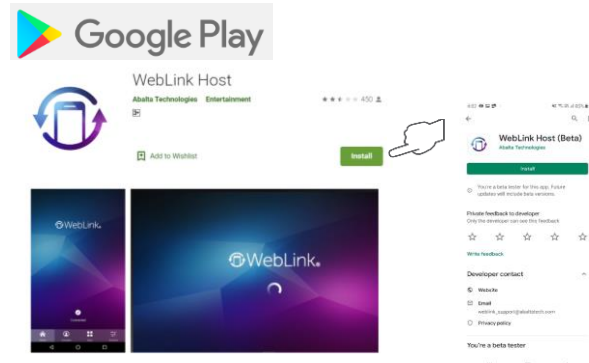 Google Play
WebLink Host
Abalta Technologies Entertainment
450
Add to Wishlist
Install
WebLink
WebLink
WebLink Host (Beta)
Abalta Technologies
Install
You're a beta tester for this app. Future
updates will include beta versions.
Private feedback to developer
Only the developer can see this feedback
Write feedback
Developer contact
Website
Email
weblink_support@abaltatech.com
Privacy policy
You're a beta tester